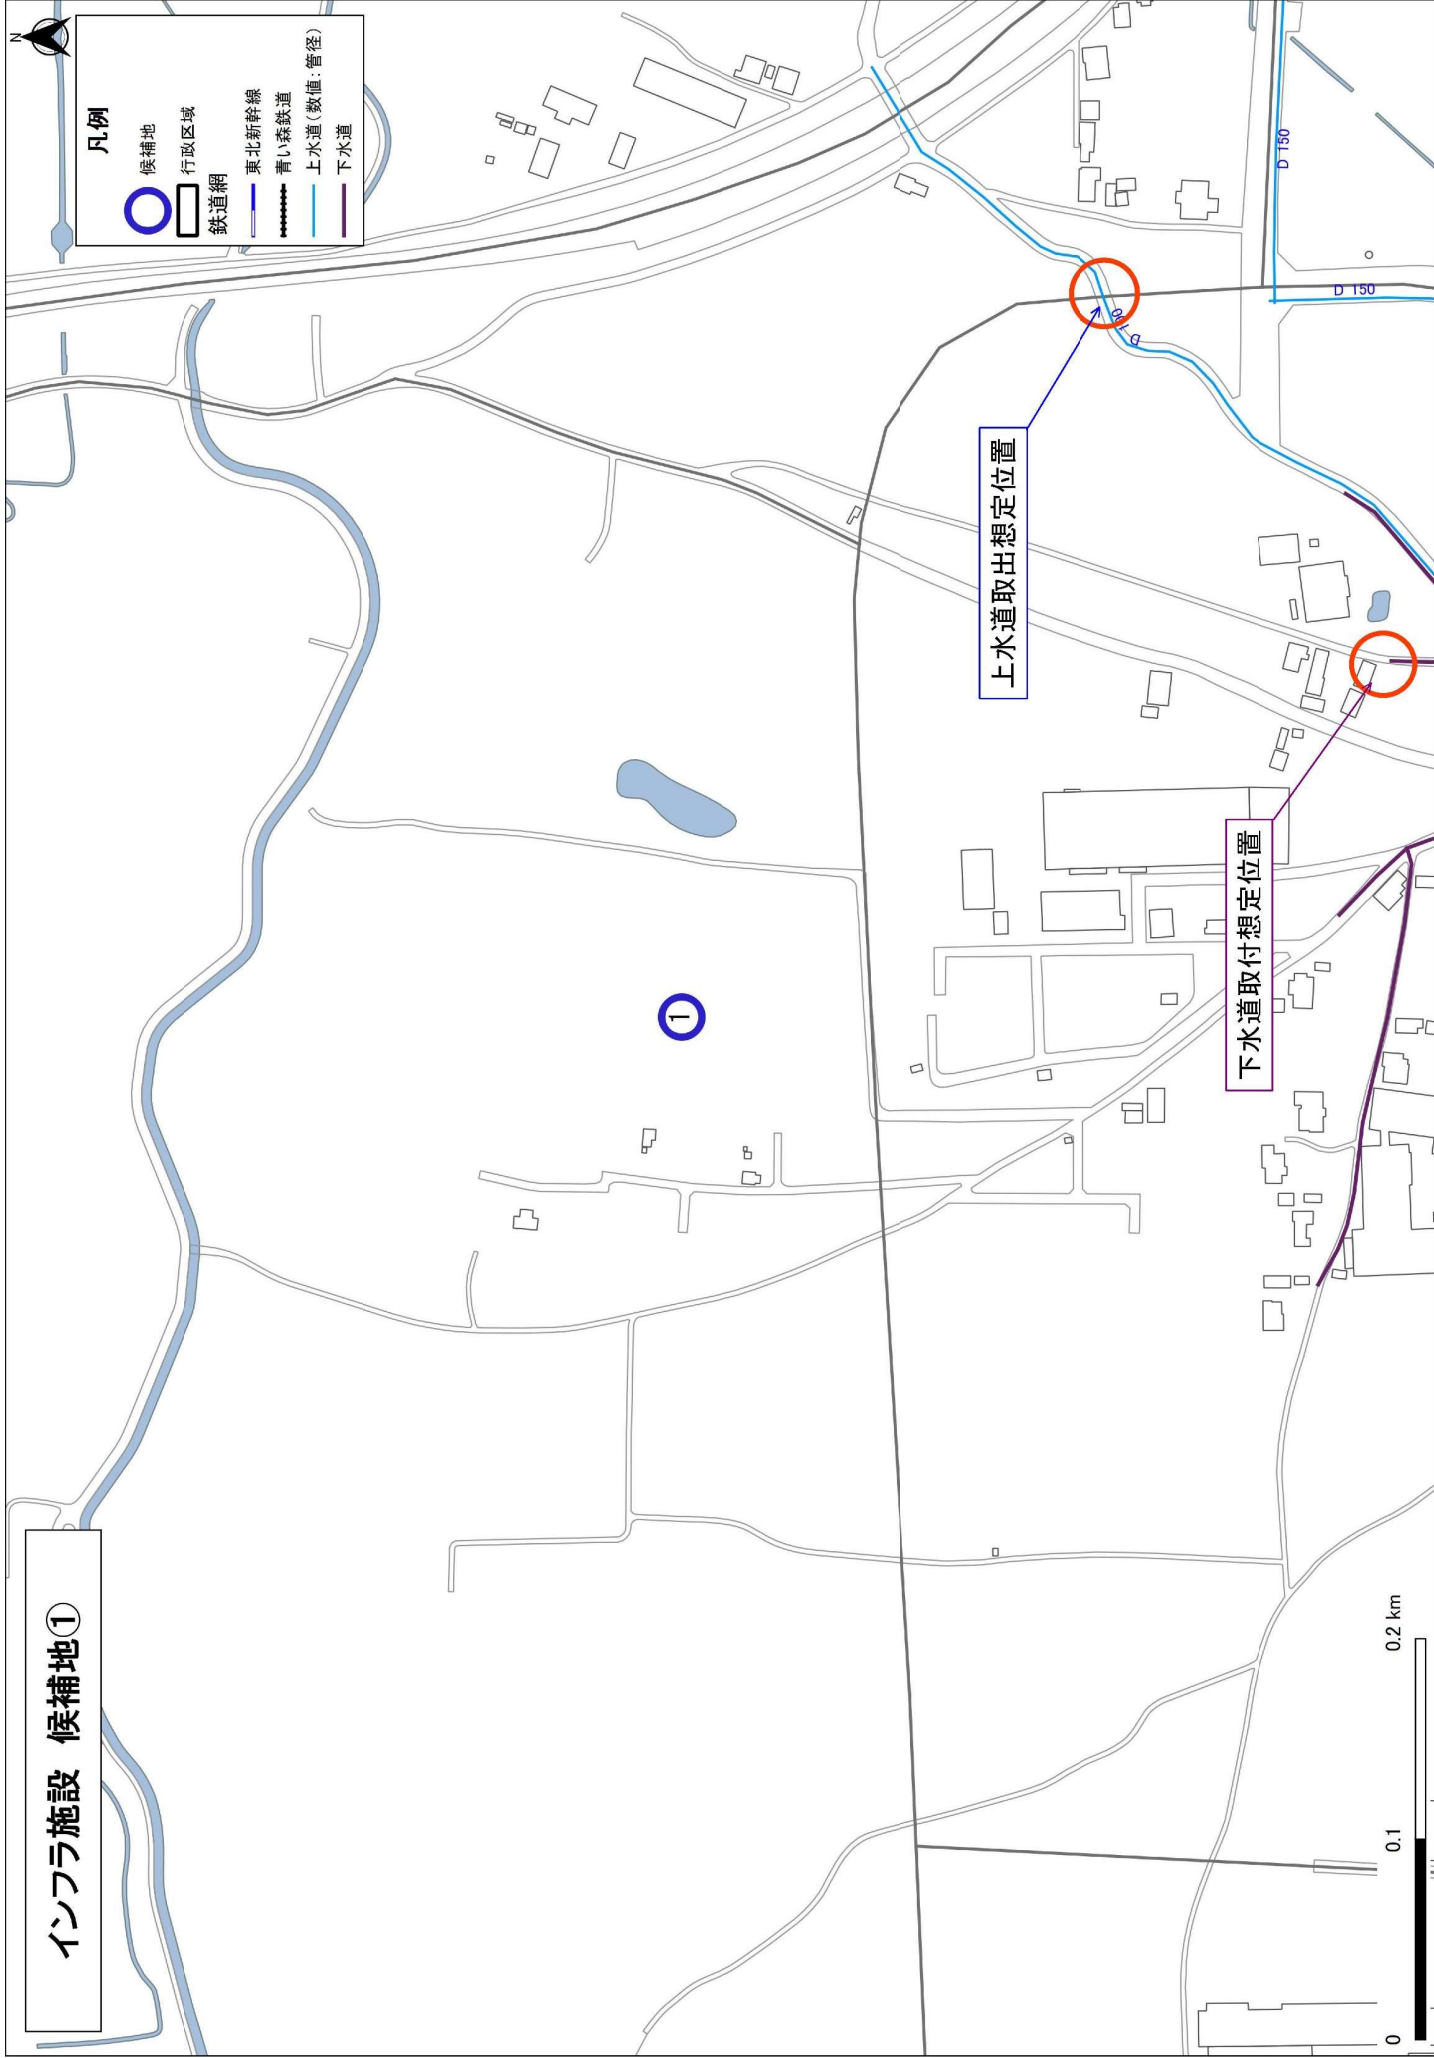 インフラ施設 候補地①
N
凡例
候補地
行政区域
鉄道網
東北新幹線
青い森鉄道
上水道(数値:管径)
下水道
①
上水道取出想定位置
下水道取付想定位置
D 100
D 150
D 150
0 0.1 0.2 km